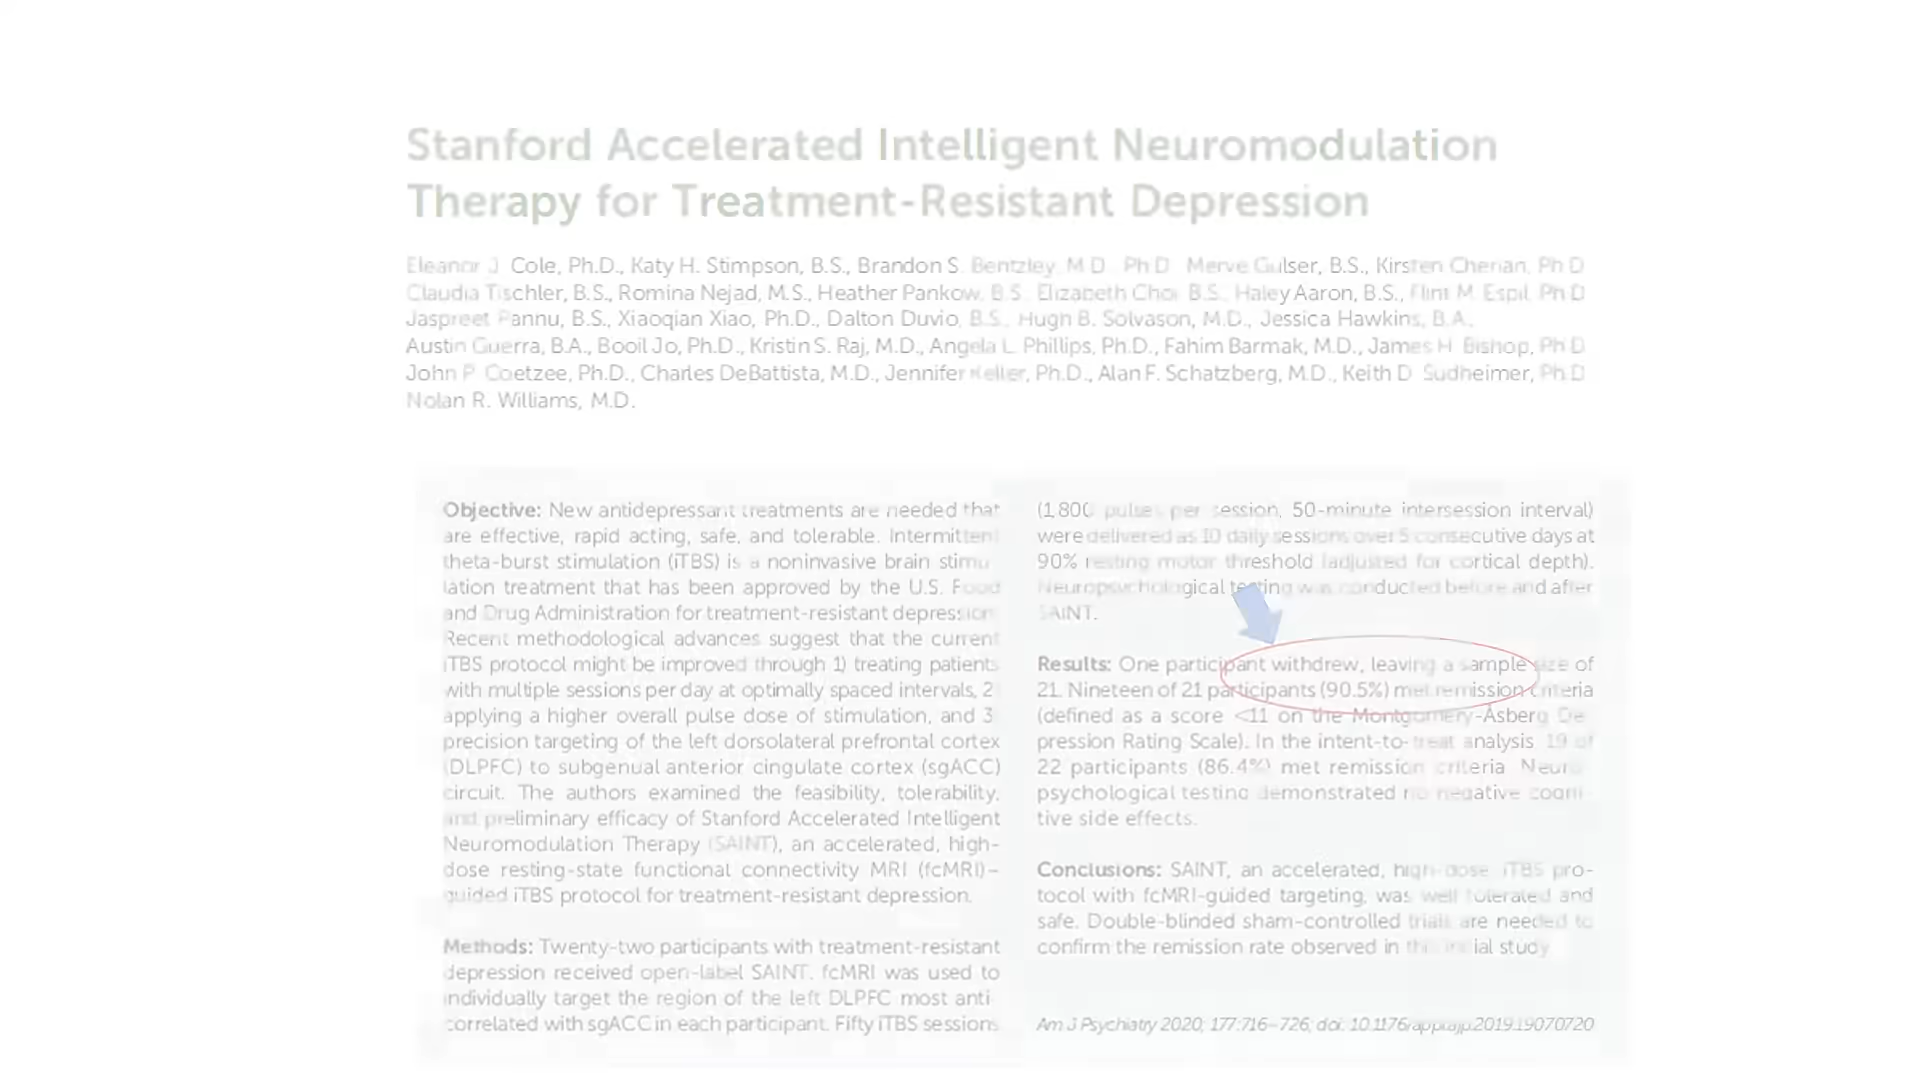 Stanford Accelerated Intelligent Neuromodulation
Therapy for Treatment-Resistant Depression
Eleanor J. Cole, Ph.D., Katy H. Stimpson, B.S., Brandon S. Bentzley, M.D., Ph.D., Merve Gulser, B.S., Kirsten Cherian, Ph.D.
Claudia Tischler, B.S., Romina Nejad, M.S., Heather Pankow, B.S., Elizabeth Choi, B.S., Haley Aaron, B.S., Flint M. Espil, Ph.D.
Jaspreet Pannu, B.S., Xiaoqian Xiao, Ph.D., Dalton Duvio, B.S., Hugh B. Solvason, M.D., Jessica Hawkins, B.A.,
Austin Guerra, B.A., Booil Jo, Ph.D., Kristin S. Raj, M.D., Angela L. Phillips, Ph.D., Fahim Barmak, M.D., James H. Bishop, Ph.D.
John P. Coetzee, Ph.D., Charles DeBattista, M.D., Jennifer Keller, Ph.D., Alan F. Schatzberg, M.D., Keith D. Sudheimer, Ph.D.
Nolan R. Williams, M.D.
Objective: New antidepressant treatments are needed that
are effective, rapid acting, safe, and tolerable. Intermittent
theta-burst stimulation (iTBS) is a noninvasive brain stimu-
lation treatment that has been approved by the U.S. Food
and Drug Administration for treatment-resistant depression.
Recent methodological advances suggest that the current
iTBS protocol might be improved through 1) treating patients
with multiple sessions per day at optimally spaced intervals, 2)
applying a higher overall pulse dose of stimulation, and 3)
precision targeting of the left dorsolateral prefrontal cortex
(DLPFC) to subgenual anterior cingulate cortex (sgACC)
circuit. The authors examined the feasibility, tolerability,
and preliminary efficacy of Stanford Accelerated Intelligent
Neuromodulation Therapy (SAINT), an accelerated, high-
dose resting-state functional connectivity MRI (fcMRI)–
guided iTBS protocol for treatment-resistant depression.
Methods: Twenty-two participants with treatment-resistant
depression received open-label SAINT. fcMRI was used to
individually target the region of the left DLPFC most anti-
correlated with sgACC in each participant. Fifty iTBS sessions
(1,800 pulses per session, 50-minute intersession interval)
were delivered as 10 daily sessions over 5 consecutive days at
90% resting motor threshold (adjusted for cortical depth).
Neuropsychological testing was conducted before and after
SAINT.
Results: One participant withdrew, leaving a sample size of
21. Nineteen of 21 participants (90.5%) met remission criteria
(defined as a score <11 on the Montgomery-Åsberg De-
pression Rating Scale). In the intent-to-treat analysis, 19 of
22 participants (86.4%) met remission criteria. Neuro-
psychological testing demonstrated no negative cogni-
tive side effects.
Conclusions: SAINT, an accelerated, high-dose, iTBS pro-
tocol with fcMRI-guided targeting, was well tolerated and
safe. Double-blinded sham-controlled trials are needed to
confirm the remission rate observed in this initial study.
Am J Psychiatry 2020; 177:716–726; doi: 10.1176/appi.ajp.2019.19070720